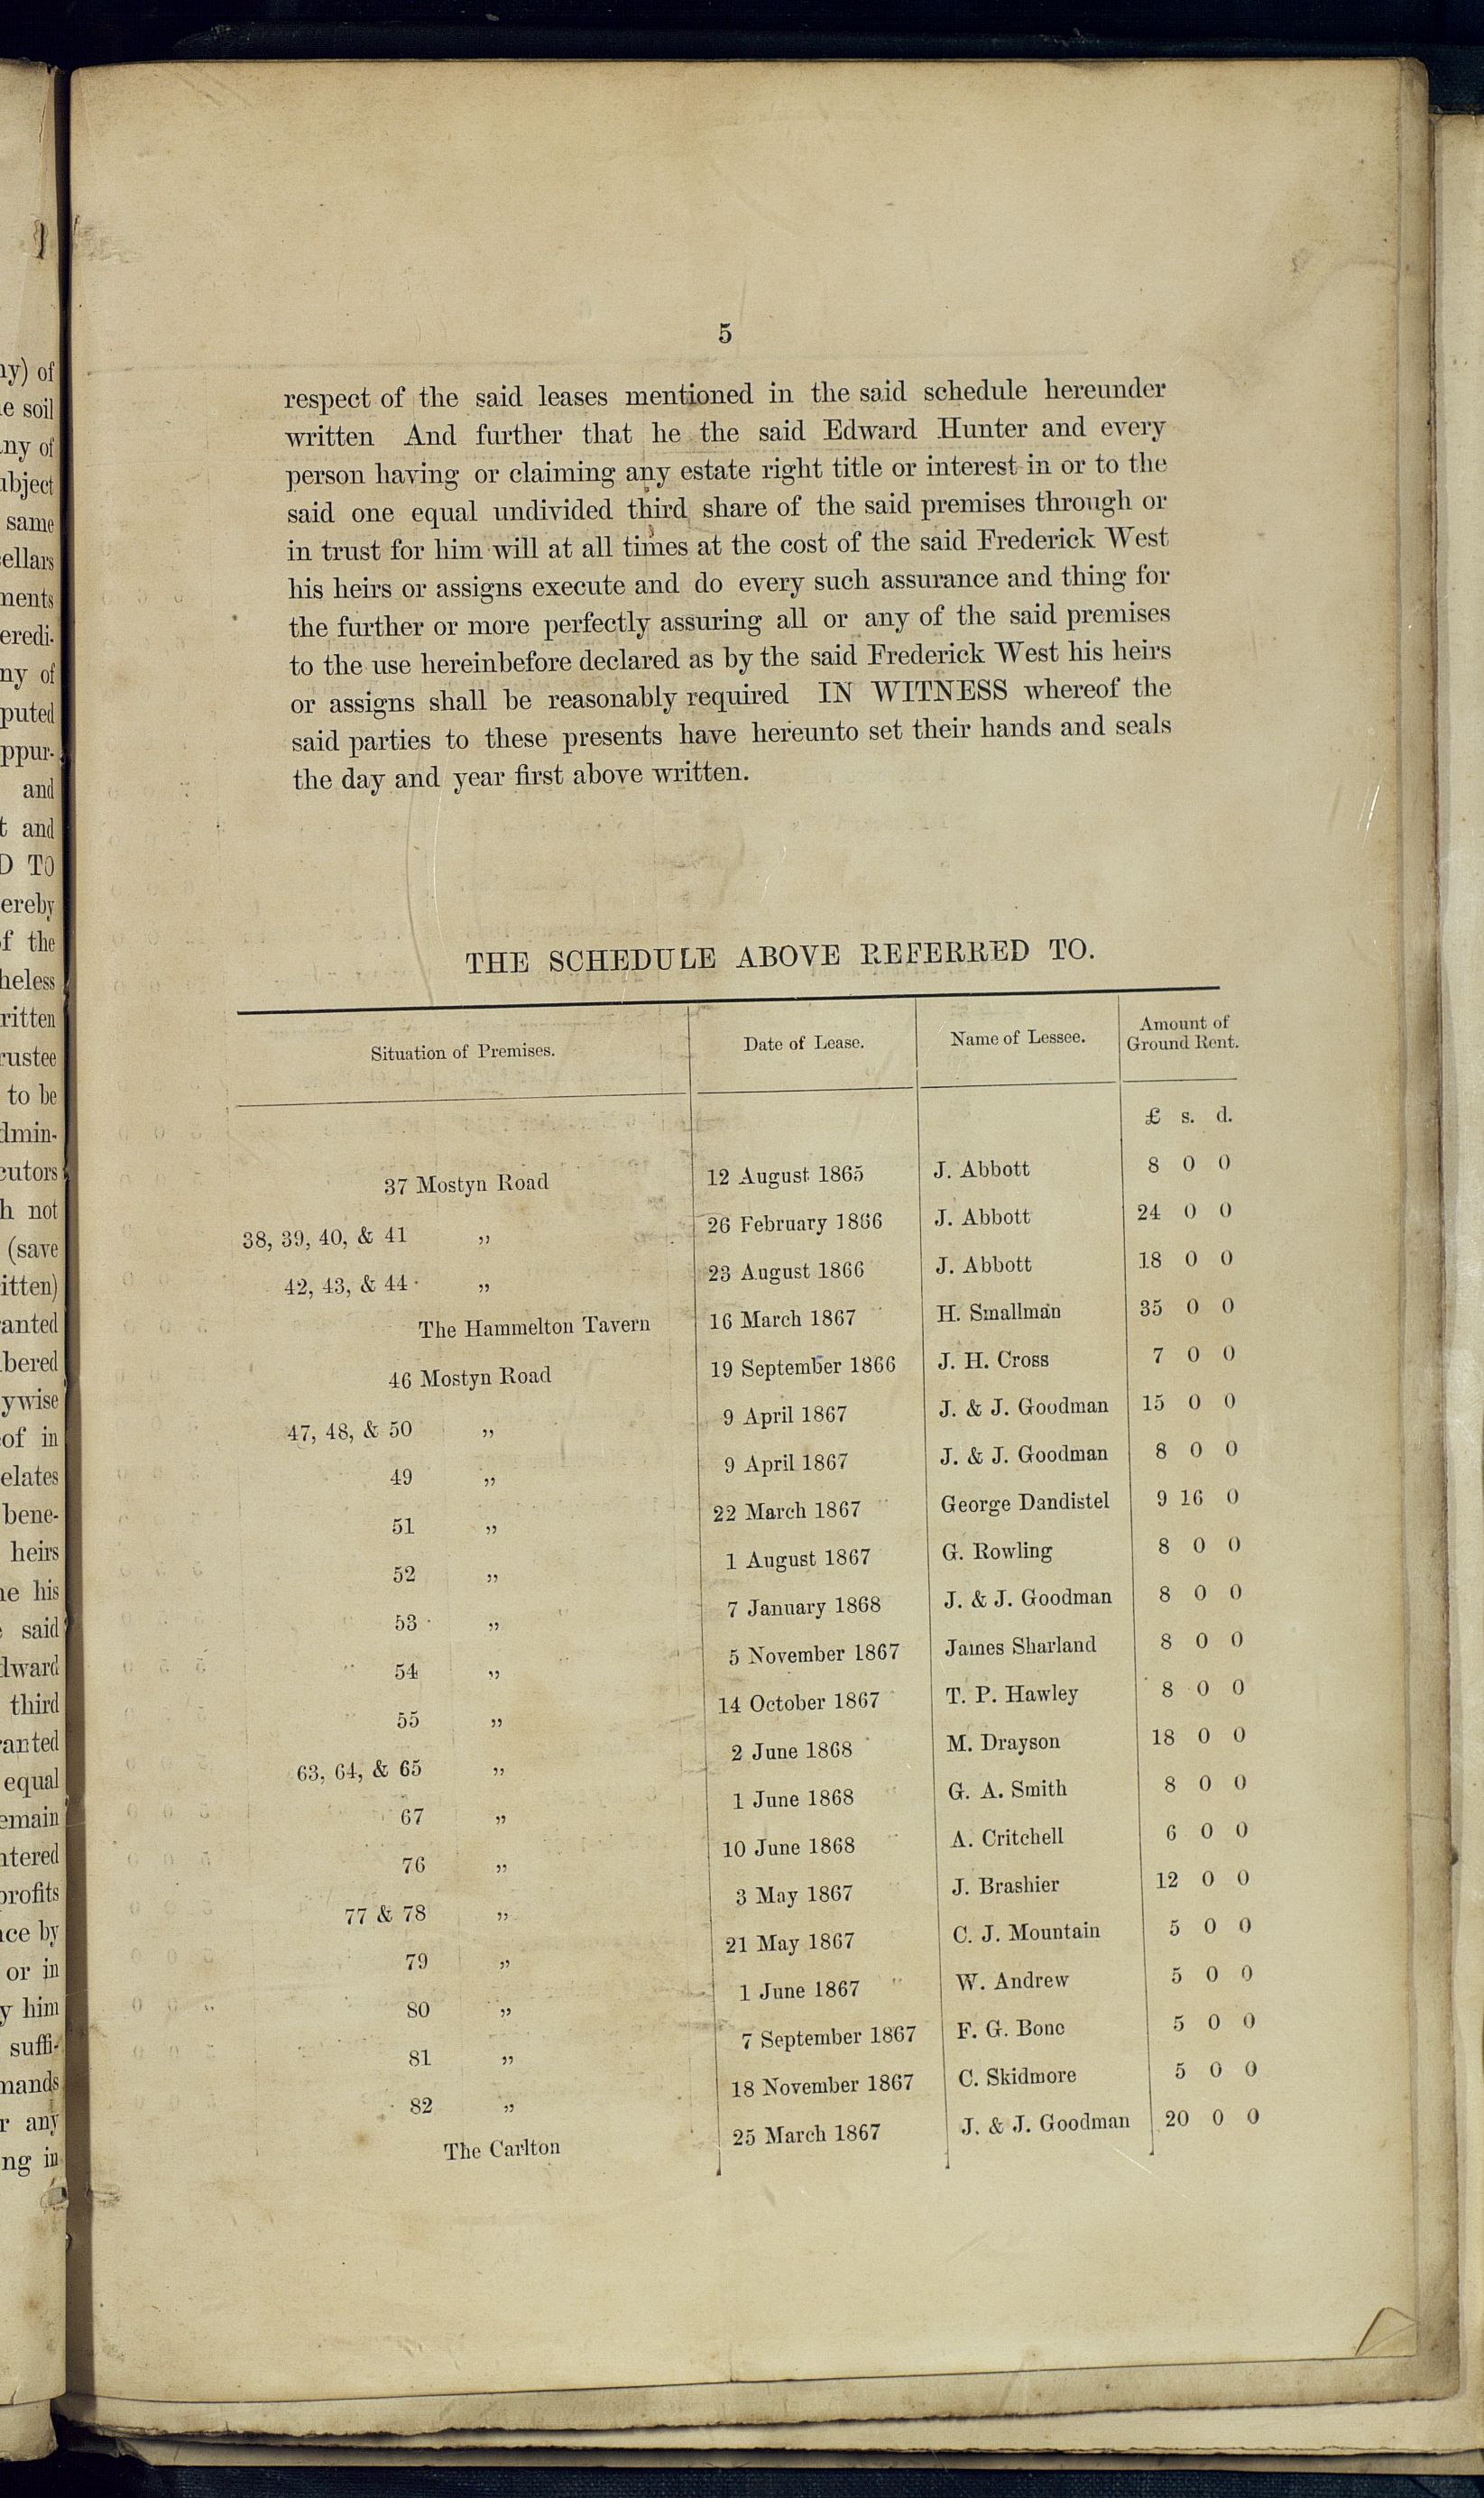 5
respect of the said leases mentioned in the said schedule hereunder
written And further that he the said Edward Hunter and every
person having or claiming any estate right title or interest in or to the
said one equal undivided third share of the said premises through or
in trust for him will at all times at the cost of the said Frederick West
his heirs or assigns execute and do every such assurance and thing for
the further or more perfectly assuring all or any of the said premises
to the use hereinbefore declared as by the said Frederick West his heirs
or assigns shall be reasonably required IN WITNESS whereof the
said parties to these presents have hereunto set their hands and seals
the day and year first above written.
THE SCHEDULE ABOVE REFERRED TO.
Situation of Premises. Date of Lease. Name of Lessee. Amount of Ground Rent.
£ s. d.
37 Mostyn Road 12 August 1865 J. Abbott 8 0 0
38, 39, 40, & 41 ,, 26 February 1866 J. Abbott 24 0 0
42, 43, & 44 ,, 23 August 1866 J. Abbott 18 0 0
The Hammelton Tavern 16 March 1867 H. Smallman 35 0 0
46 Mostyn Road 19 September 1866 J. H. Cross 7 0 0
47, 48, & 50 ,, 9 April 1867 J. & J. Goodman 15 0 0
49 ,, 9 April 1867 J. & J. Goodman 8 0 0
51 ,, 22 March 1867 George Dandistel 9 16 0
52 ,, 1 August 1867 G. Rowling 8 0 0
53 ,, 7 January 1868 J. & J. Goodman 8 0 0
54 ,, 5 November 1867 James Sharland 8 0 0
55 ,, 14 October 1867 T. P. Hawley 8 0 0
63, 64, & 65 ,, 2 June 1868 M. Drayson 18 0 0
67 ,, 1 June 1868 G. A. Smith 8 0 0
76 ,, 10 June 1868 A. Critchell 6 0 0
77 & 78 ,, 3 May 1867 J. Brashier 12 0 0
79 ,, 21 May 1867 C. J. Mountain 5 0 0
80 ,, 1 June 1867 W. Andrew 5 0 0
81 ,, 7 September 1867 F. G. Bone 5 0 0
82 ,, 18 November 1867 C. Skidmore 5 0 0
The Carlton 25 March 1867 J. & J. Goodman 20 0 0